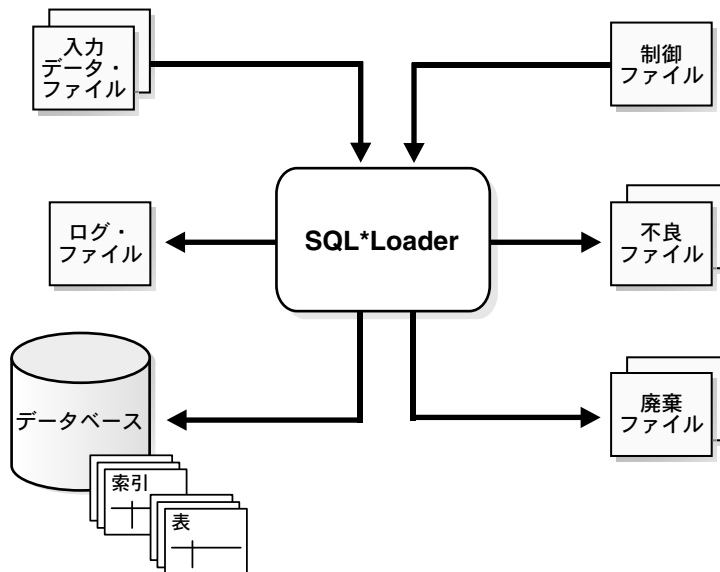 入力
データ・
ファイル
制御
ファイル
SQL*Loader
ログ・
ファイル
不良
ファイル
データベース
廃棄
ファイル
索引
表